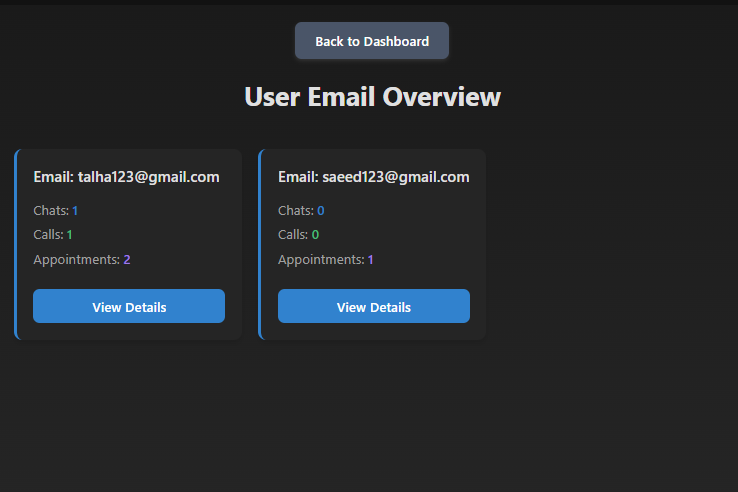 Back to Dashboard
User Email Overview
Email: talha123@gmail.com
Chats: 1
Calls: 1
Appointments: 2
View Details
Email: saeed123@gmail.com
Chats: 0
Calls: 0
Appointments: 1
View Details